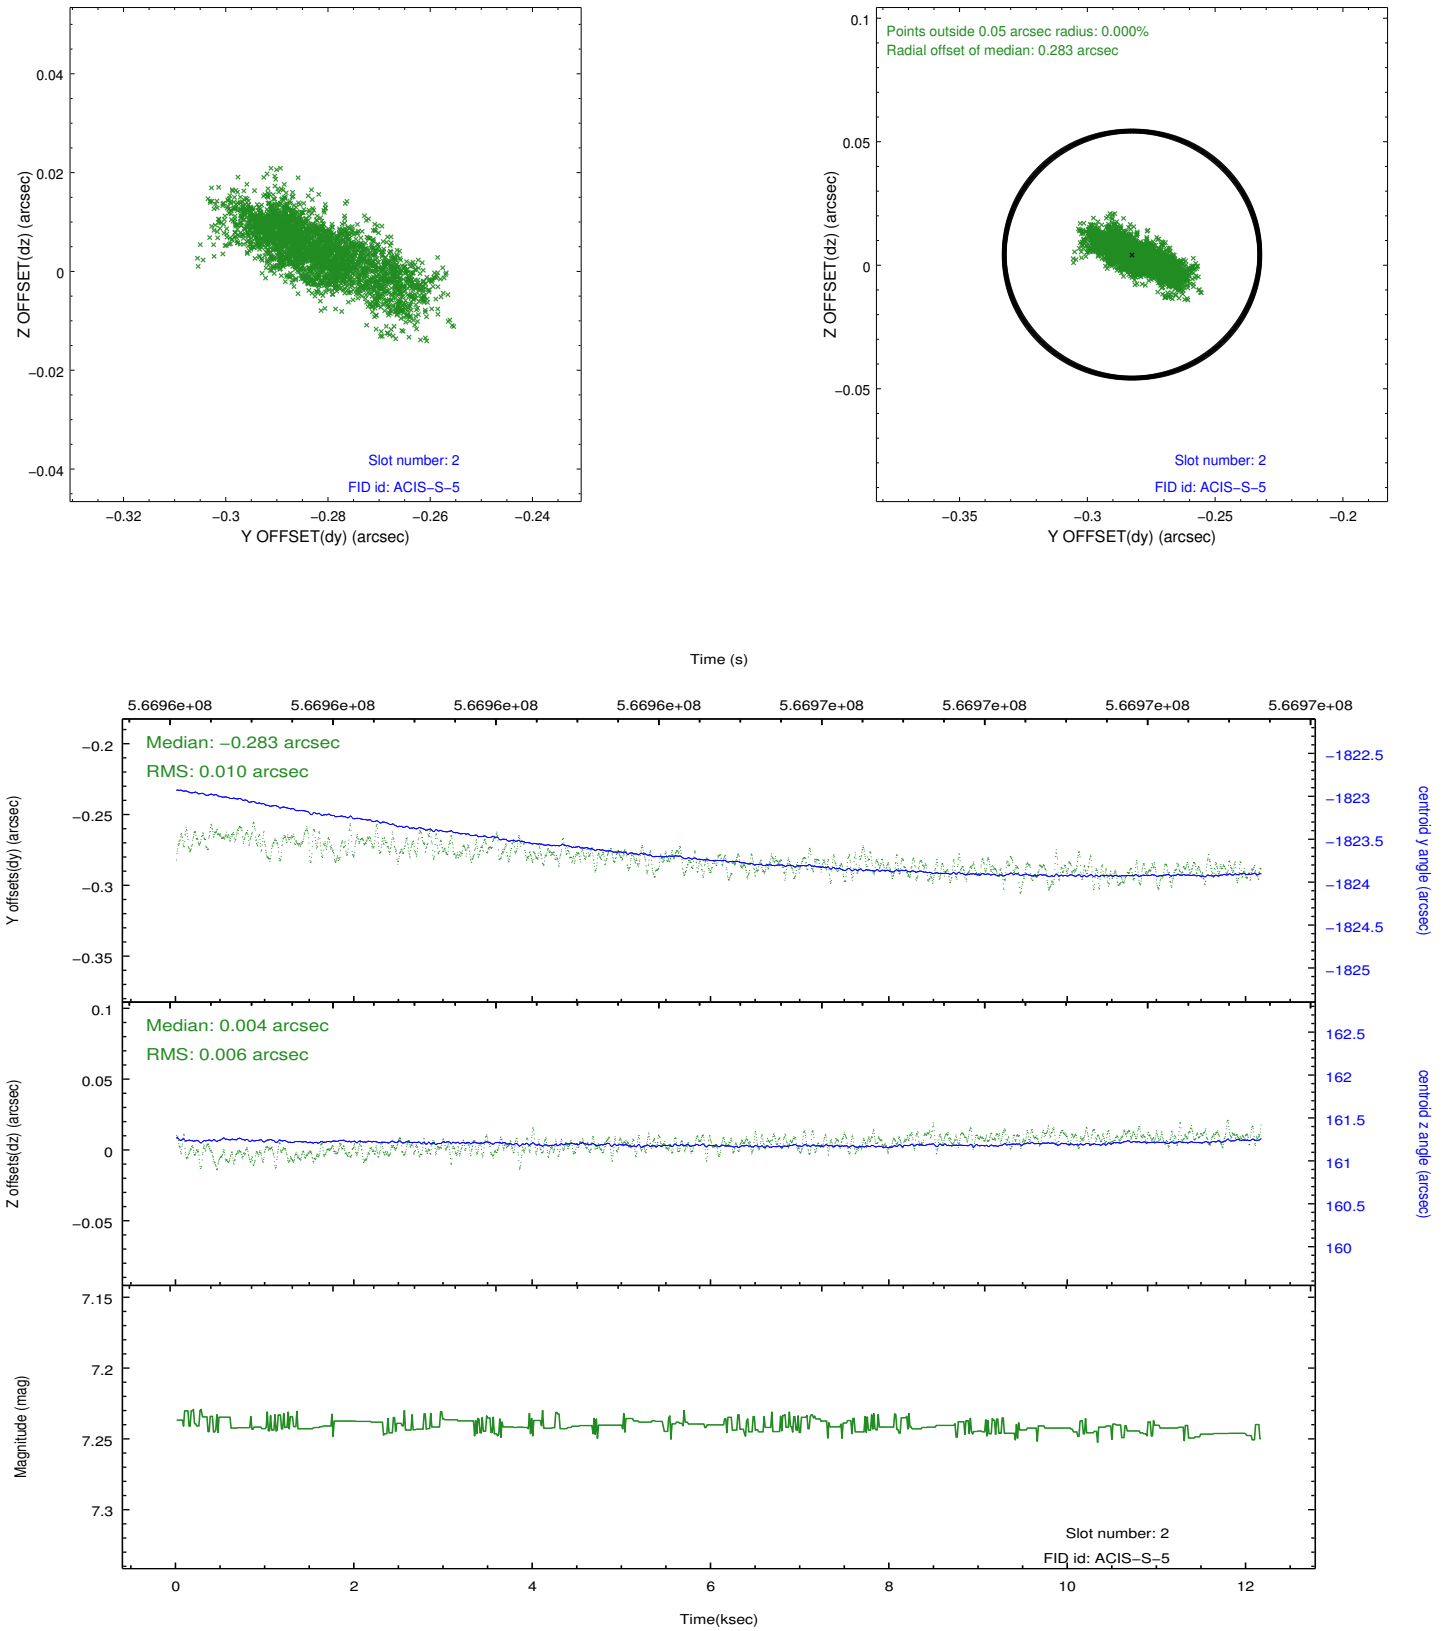 0.04
0.02
0
−0.02
−0.04
Z OFFSET(dz) (arcsec)
Slot number: 2
FID id: ACIS−S−5
−0.32 −0.3 −0.28 −0.26 −0.24
Y OFFSET(dy) (arcsec)
Points outside 0.05 arcsec radius: 0.000%
Radial offset of median: 0.283 arcsec
0.1
0.05
0
−0.05
Z OFFSET(dz) (arcsec)
Slot number: 2
FID id: ACIS−S−5
−0.35 −0.3 −0.25 −0.2
Y OFFSET(dy) (arcsec)
Time (s)
5.6696e+08 5.6696e+08 5.6696e+08 5.6696e+08 5.6697e+08 5.6697e+08 5.6697e+08 5.6697e+08
Median: −0.283 arcsec
RMS: 0.010 arcsec
−0.2
−0.25
−0.3
−0.35
Y offsets(dy) (arcsec)
−1822.5
−1823
−1823.5
−1824
−1824.5
−1825
centroid y angle (arcsec)
Median: 0.004 arcsec
RMS: 0.006 arcsec
0.1
0.05
0
−0.05
Z offsets(dz) (arcsec)
162.5
162
161.5
161
160.5
160
centroid z angle (arcsec)
7.15
7.2
7.25
7.3
Magnitude (mag)
Slot number: 2
FID id: ACIS−S−5
0 2 4 6 8 10 12
Time(ksec)